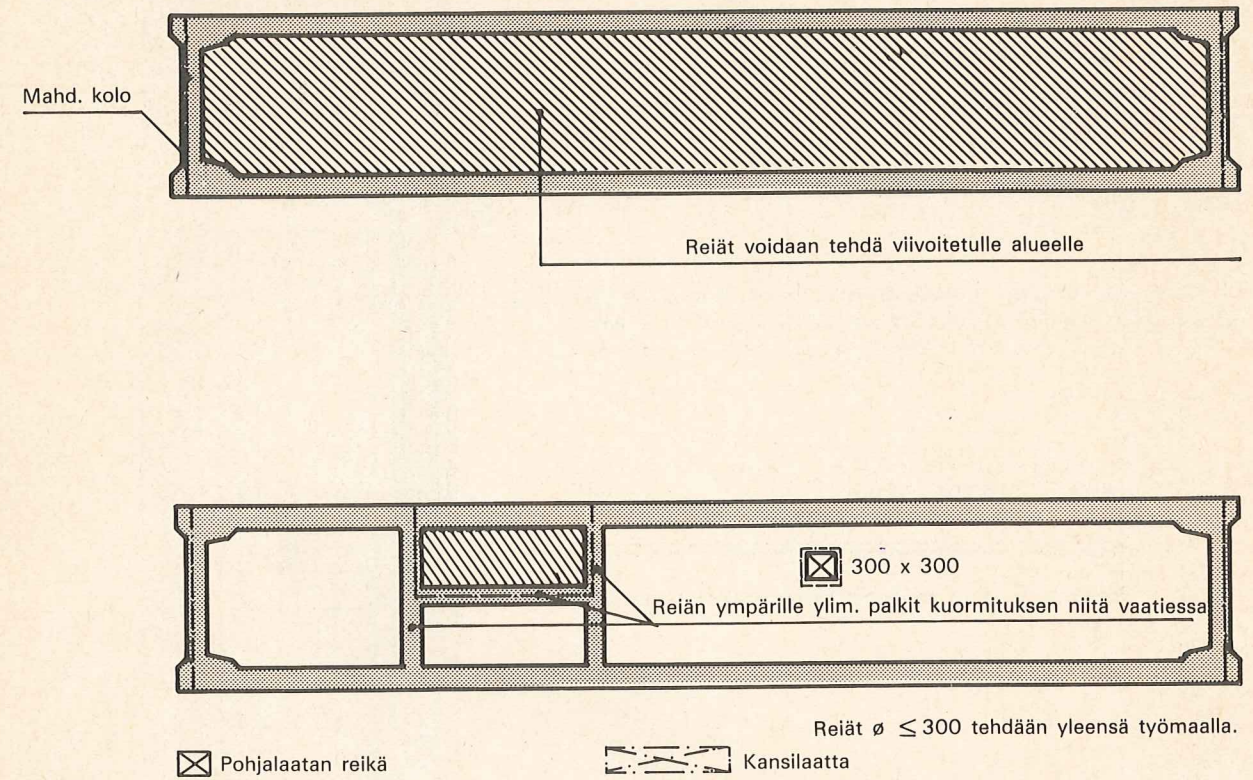 Mahd. kolo
Reiät voidaan tehdä viivoitetulle alueelle
300 x 300
Reiän ympärille ylim. palkit kuormituksen niitä vaatiessa
Reiät ø ≤ 300 tehdään yleensä työmaalla.
Pohjalaatan reikä
Kansilaatta